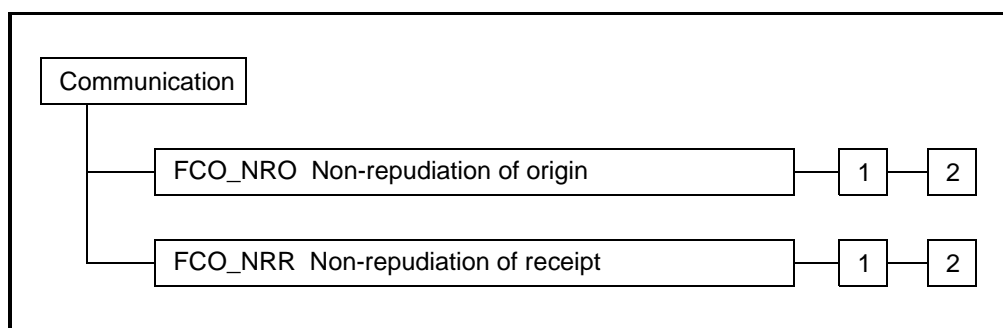 Communication
FCO_NRO Non-repudiation of origin 1 2
FCO_NRR Non-repudiation of receipt 1 2